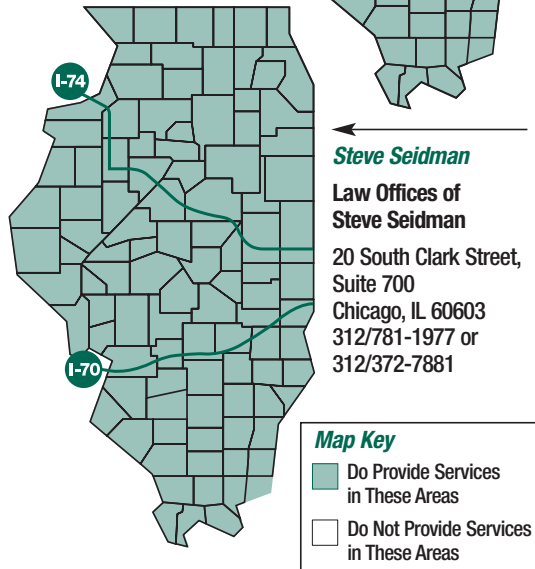 I-74
I-70
Steve Seidman
Law Offices of
Steve Seidman
20 South Clark Street,
Suite 700
Chicago, IL 60603
312/781-1977 or
312/372-7881
Map Key
Do Provide Services
in These Areas
Do Not Provide Services
in These Areas